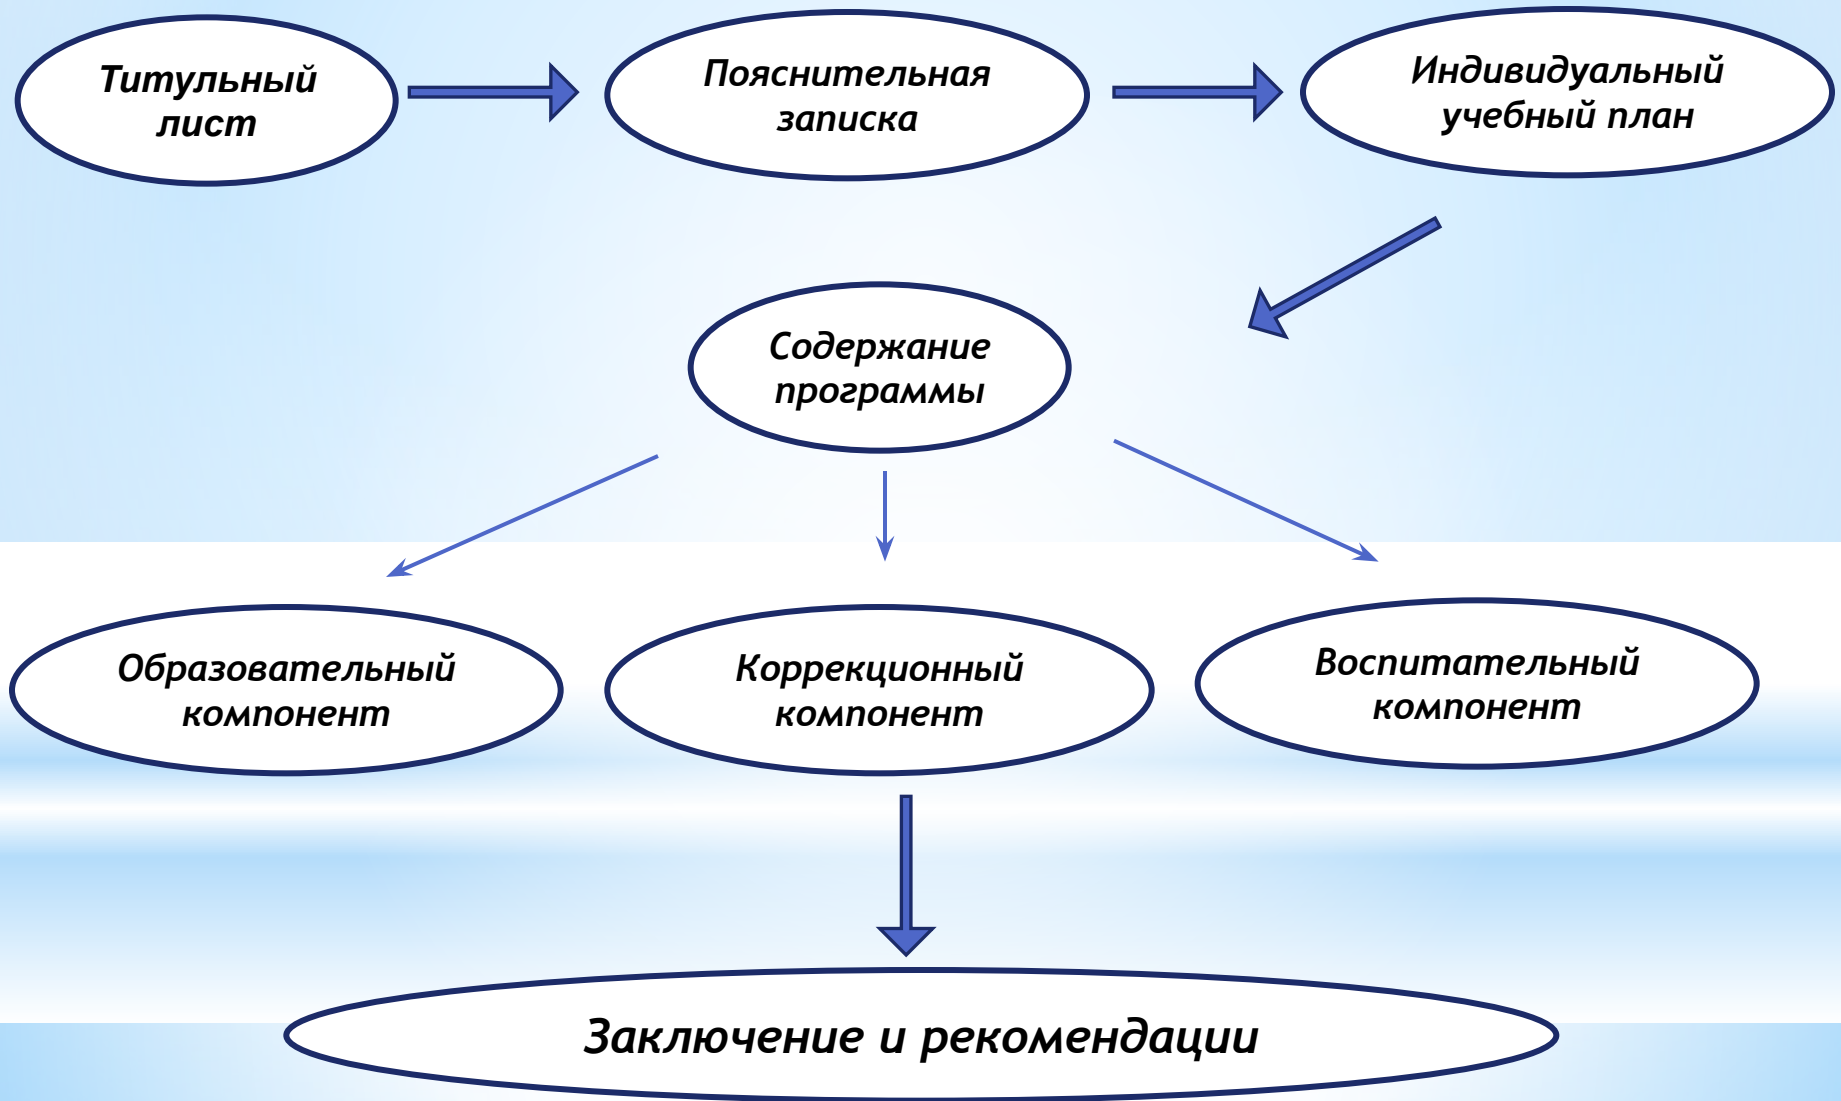 Титульный
лист
Пояснительная
записка
Индивидуальный
учебный план
Содержание
программы
Образовательный
компонент
Коррекционный
компонент
Воспитательный
компонент
Заключение и рекомендации